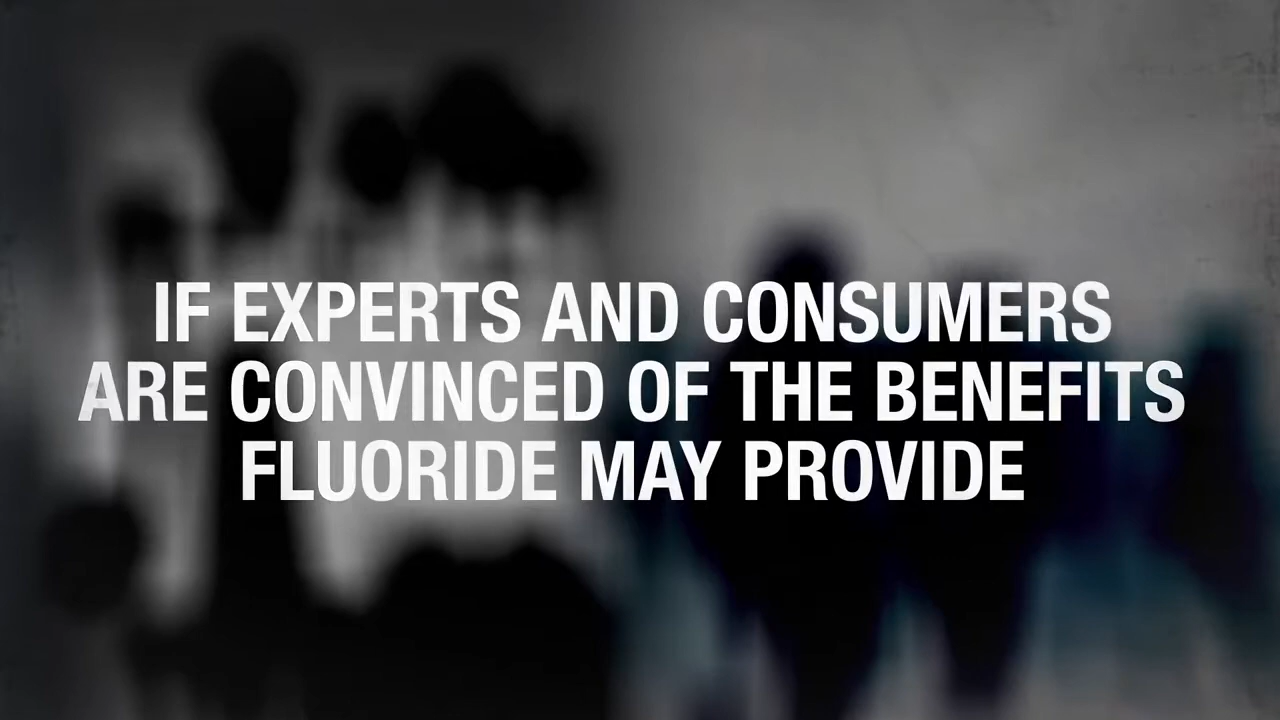 IF EXPERTS AND CONSUMERS
ARE CONVINCED OF THE BENEFITS
FLUORIDE MAY PROVIDE